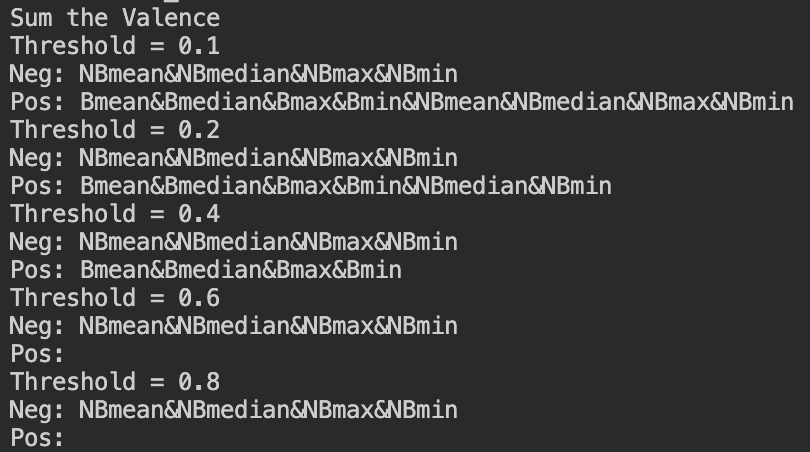 Sum the Valence
Threshold = 0.1
Neg: NBmean&NBmedian&NBmax&NBmin
Pos: Bmean&Bmedian&Bmax&Bmin&NBmean&NBmedian&NBmax&NBmin
Threshold = 0.2
Neg: NBmean&NBmedian&NBmax&NBmin
Pos: Bmean&Bmedian&Bmax&Bmin&NBmedian&NBmin
Threshold = 0.4
Neg: NBmean&NBmedian&NBmax&NBmin
Pos: Bmean&Bmedian&Bmax&Bmin
Threshold = 0.6
Neg: NBmean&NBmedian&NBmax&NBmin
Pos:
Threshold = 0.8
Neg: NBmean&NBmedian&NBmax&NBmin
Pos: